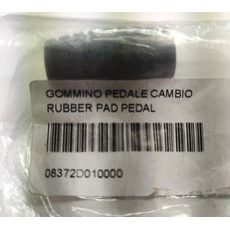 GOMMINO PEDALE CAMBIO
RUBBER PAD PEDAL
08372D010000